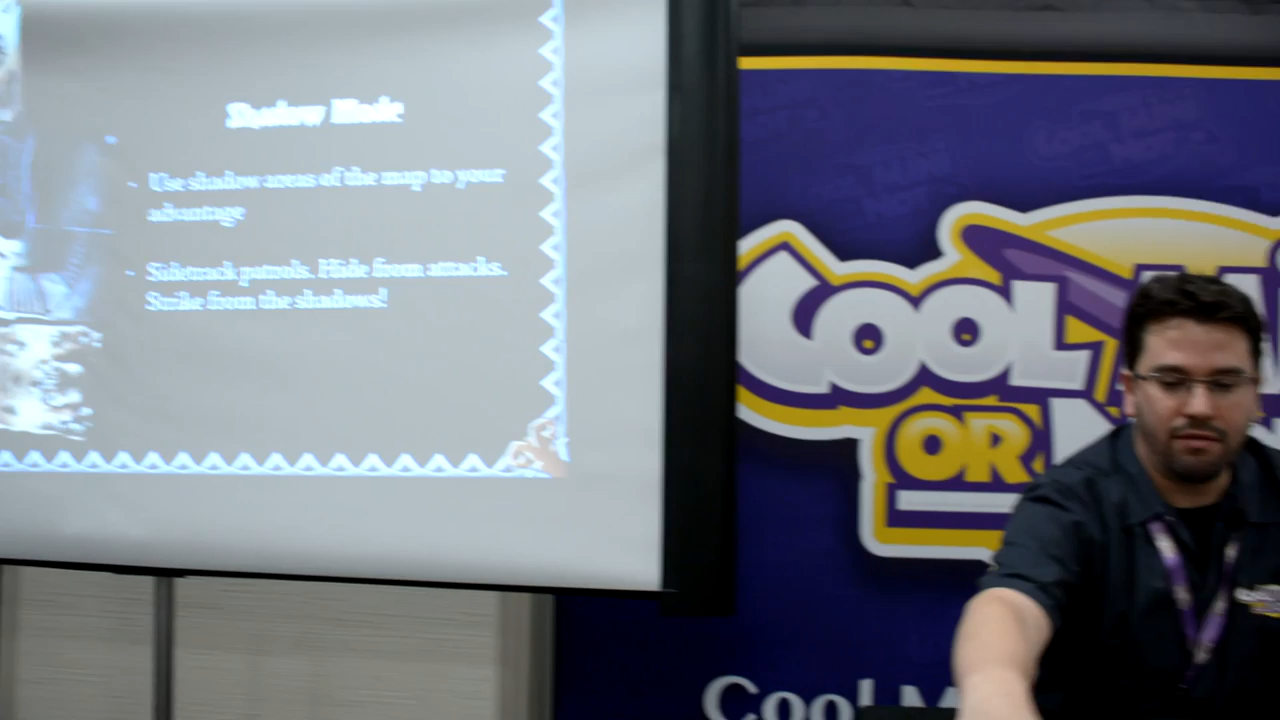 Shadow Mode
- Use shadow areas of the map to your
advantage
- Sidetrack patrols. Hide from attacks.
Strike from the shadows!
COOL
OR
Cool